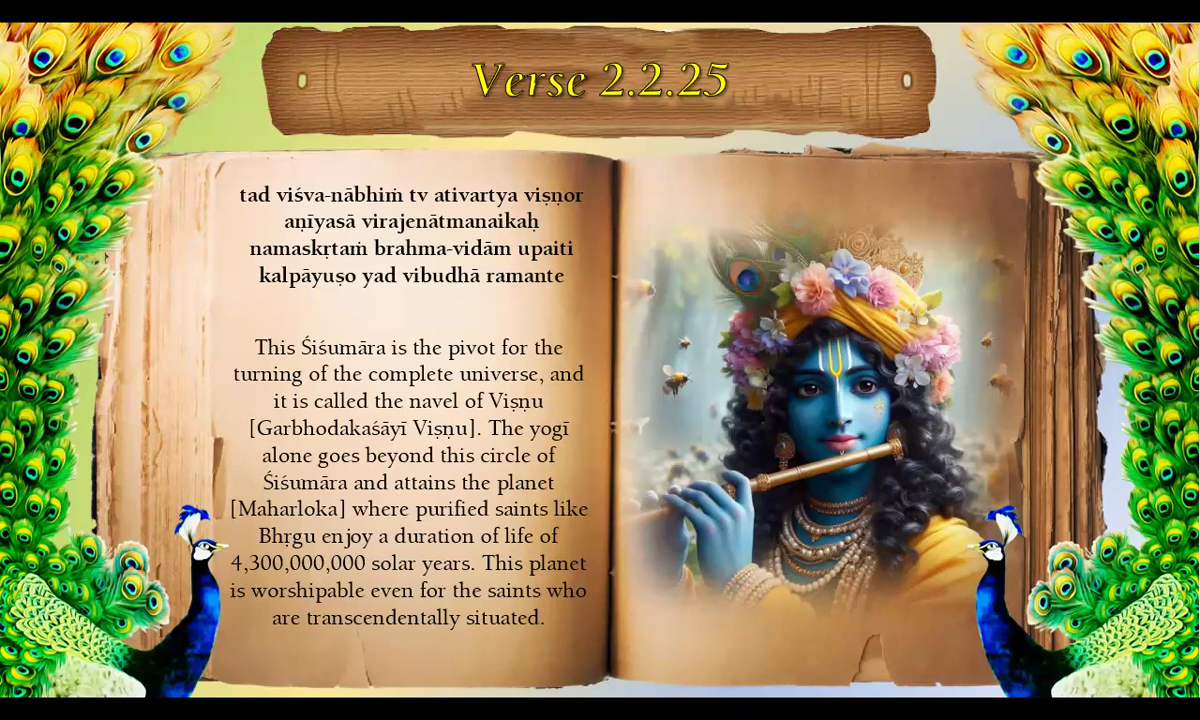 Verse 2.2.25
tad viśva-nābhiṁ tv ativartya viṣṇor
aṇīyasā virajenātmanaikaḥ
namaskṛtaṁ brahma-vidām upaiti
kalpāyuṣo yad vibudhā ramante
This Śiśumāra is the pivot for the
turning of the complete universe, and
it is called the navel of Viṣṇu
[Garbhodakaśāyī Viṣṇu]. The yogī
alone goes beyond this circle of
Śiśumāra and attains the planet
[Maharloka] where purified saints like
Bhṛgu enjoy a duration of life of
4,300,000,000 solar years. This planet
is worshipable even for the saints who
are transcendentally situated.